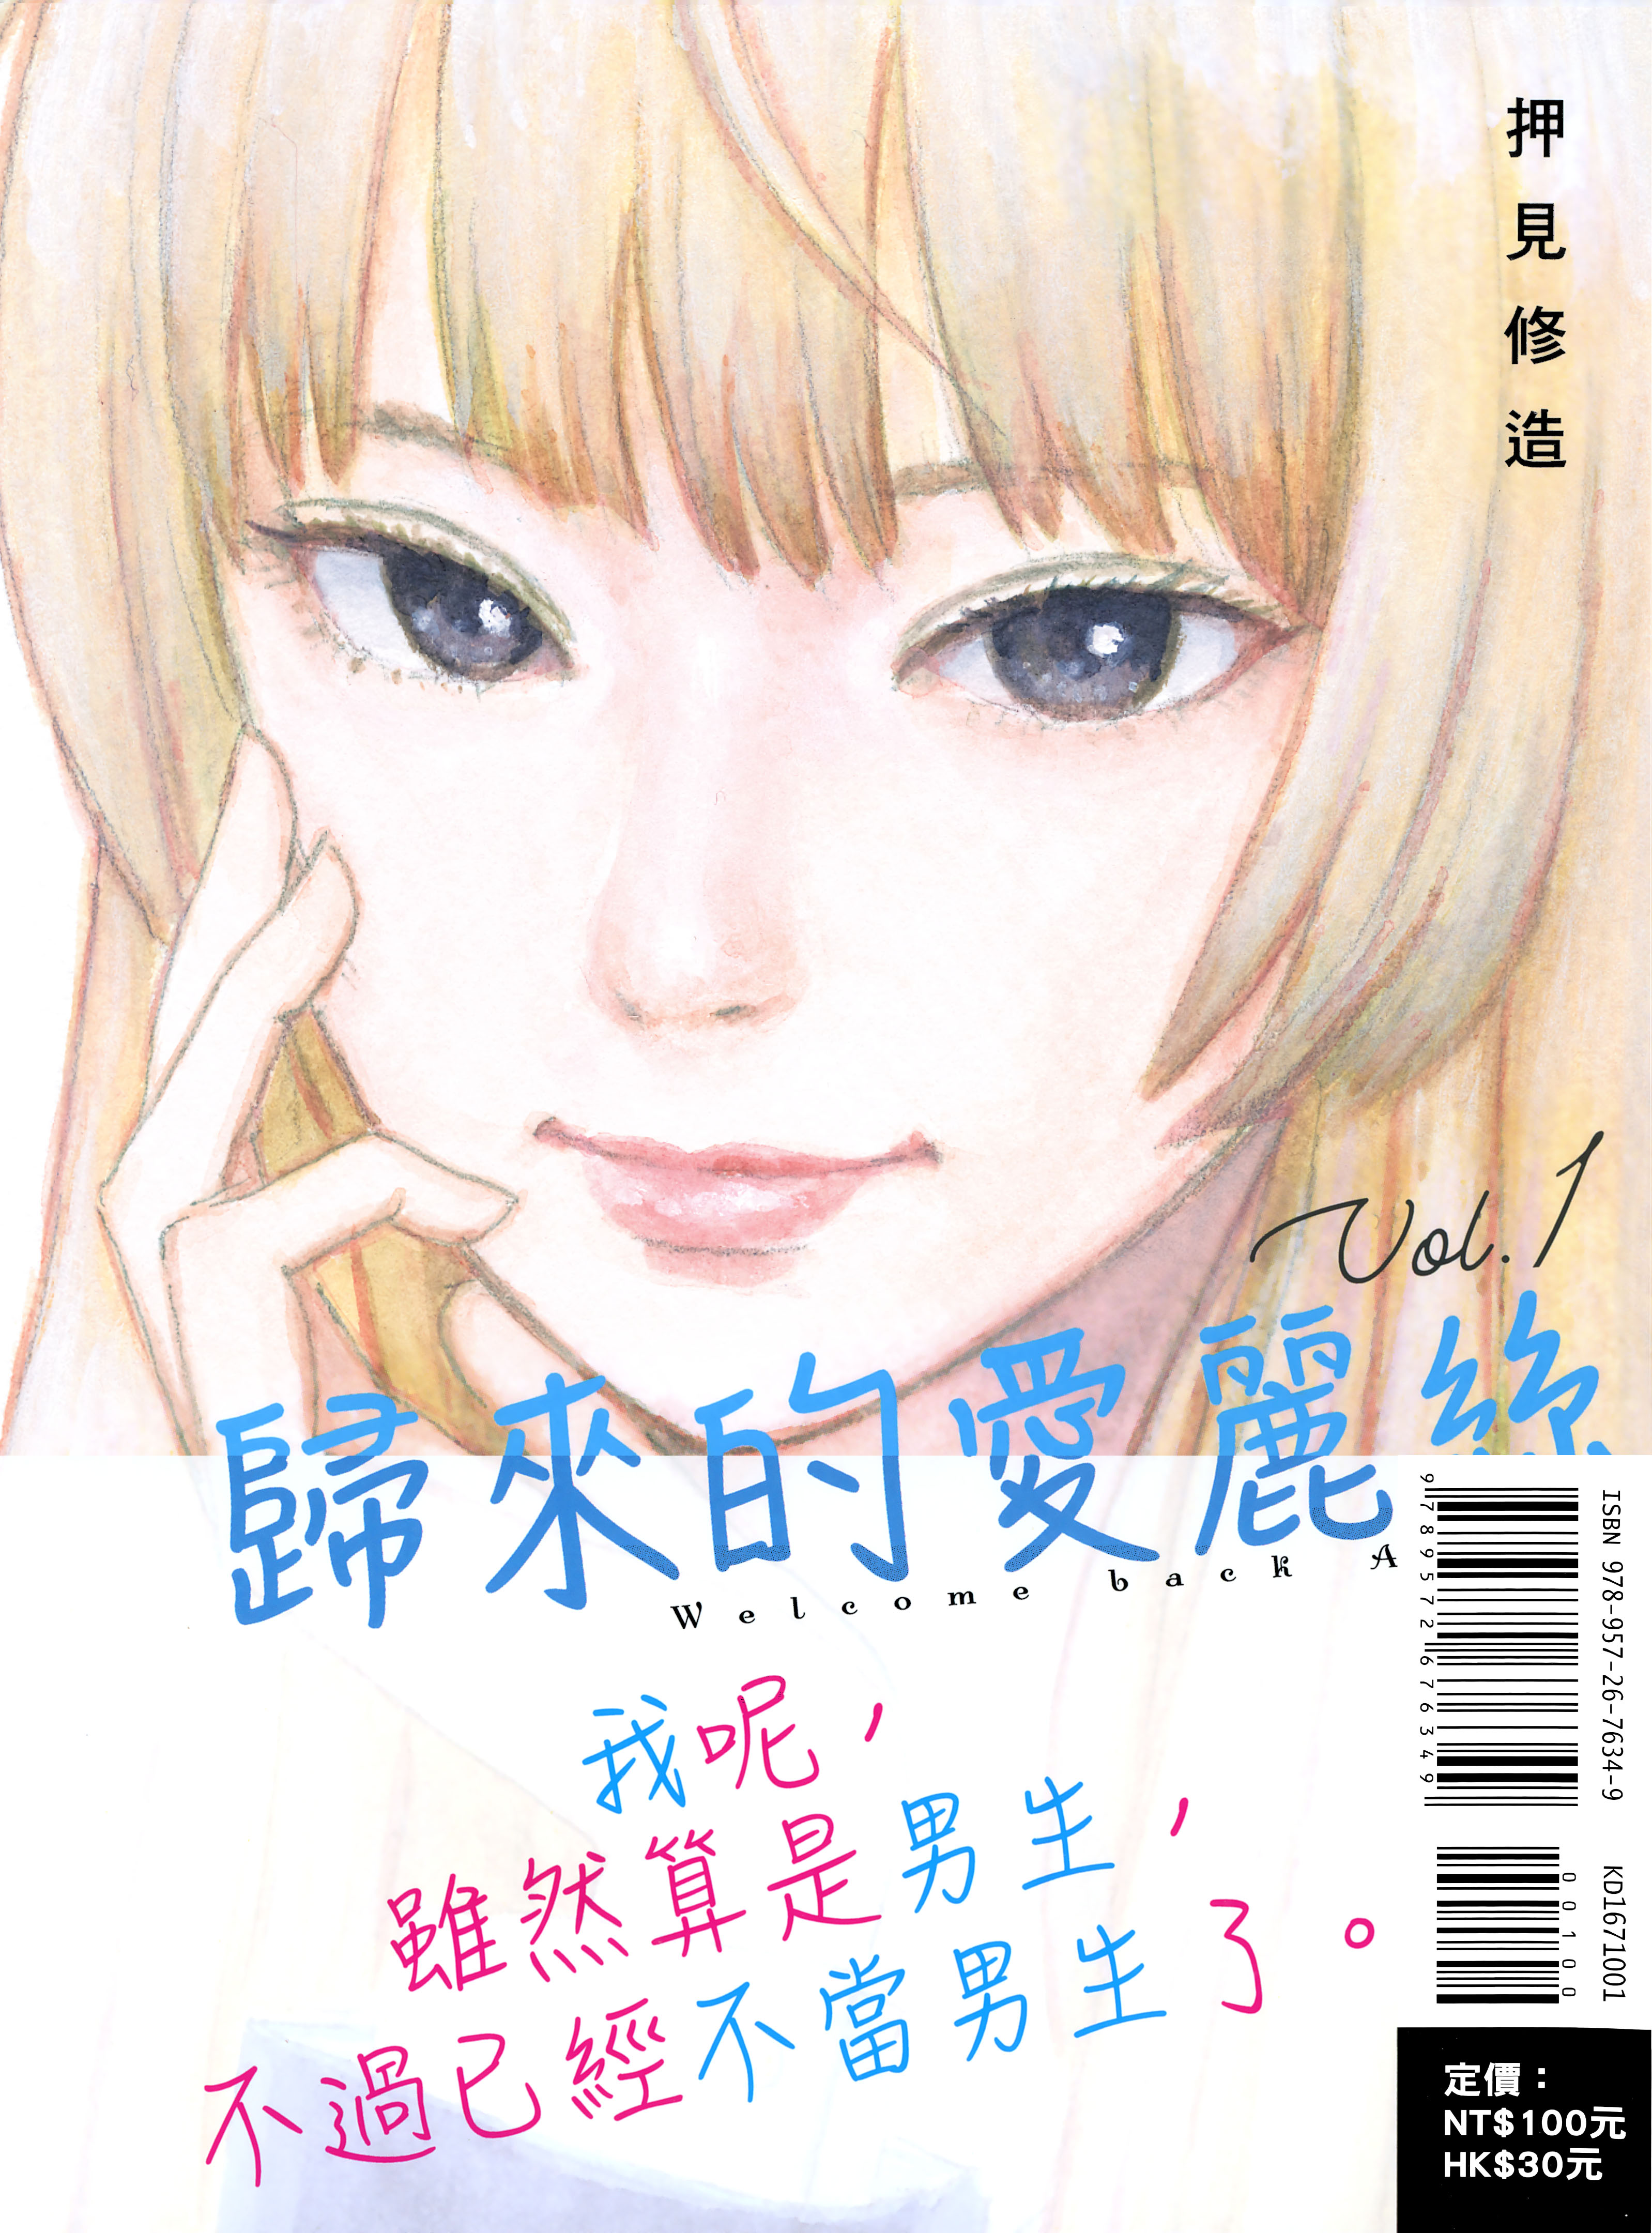 押見修造
Vol.1
歸來的愛麗絲
Welcome back A
我呢，
雖然算是男生，
不過已經不當男生了。
ISBN 978-957-26-7634-9
9789572676349
KD1671001
00100
定價：
NT$100元
HK$30元